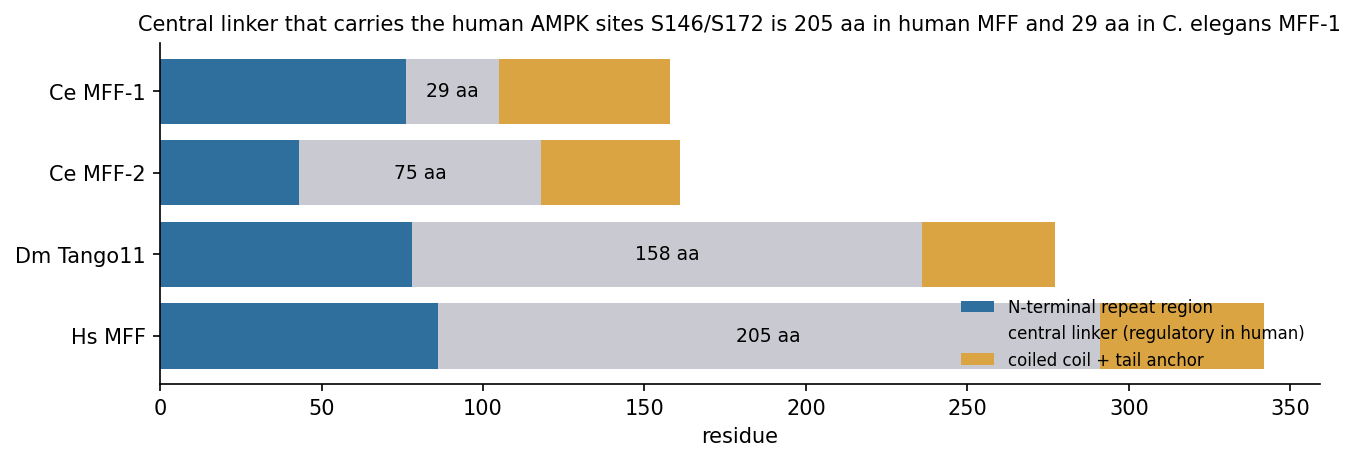 Central linker that carries the human AMPK sites S146/S172 is 205 aa in human MFF and 29 aa in C. elegans MFF-1
Ce MFF-1
29 aa
Ce MFF-2
75 aa
Dm Tango11
158 aa
Hs MFF
205 aa
N-terminal repeat region
central linker (regulatory in human)
coiled coil + tail anchor
0 50 100 150 200 250 300 350
residue